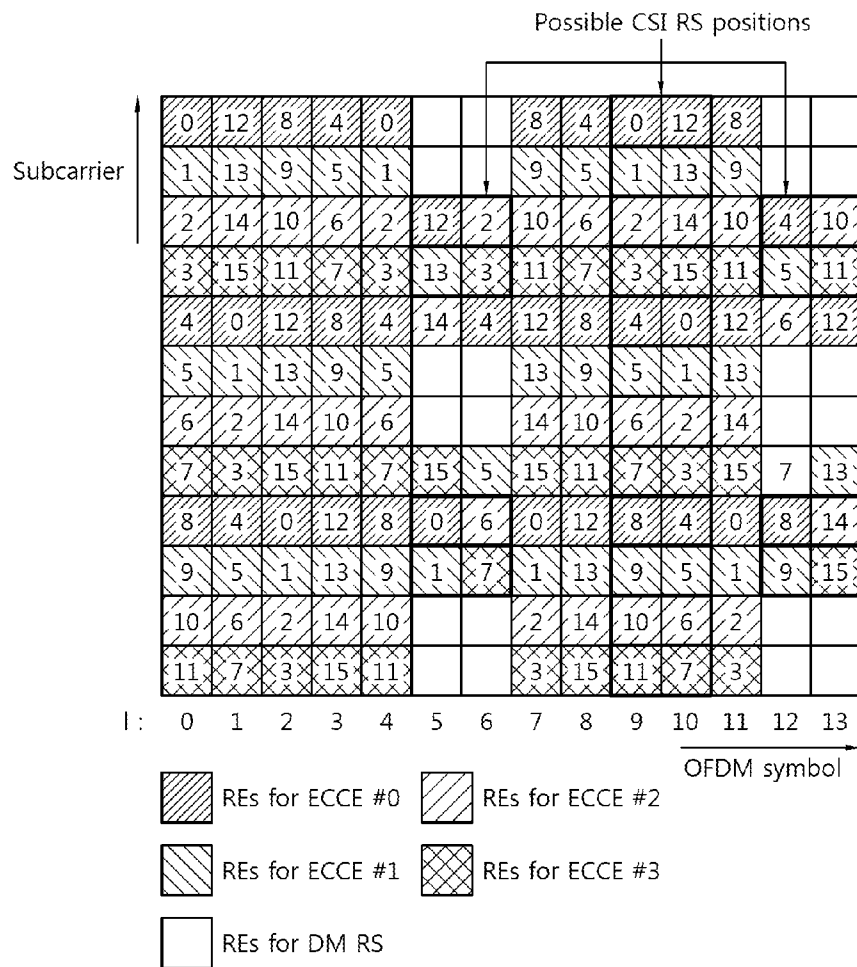 Possible CSI RS positions
Subcarrier
0 12 8 4 0 8 4 0 12 8
1 13 9 5 1 9 5 1 13 9
2 14 10 6 2 12 2 10 6 2 14 10 4 10
3 15 11 7 3 13 3 11 7 3 15 11 5 11
4 0 12 8 4 14 4 12 8 4 0 12 6 12
5 1 13 9 5 13 9 5 1 13
6 2 14 10 6 14 10 6 2 14
7 3 15 11 7 15 5 15 11 7 3 15 7 13
8 4 0 12 8 0 6 0 12 8 4 0 8 14
9 5 1 13 9 1 7 1 13 9 5 1 9 15
10 6 2 14 10 2 14 10 6 2
11 7 3 15 11 3 15 11 7 3
l : 0 1 2 3 4 5 6 7 8 9 10 11 12 13
OFDM symbol
REs for ECCE #0 REs for ECCE #2
REs for ECCE #1 REs for ECCE #3
REs for DM RS